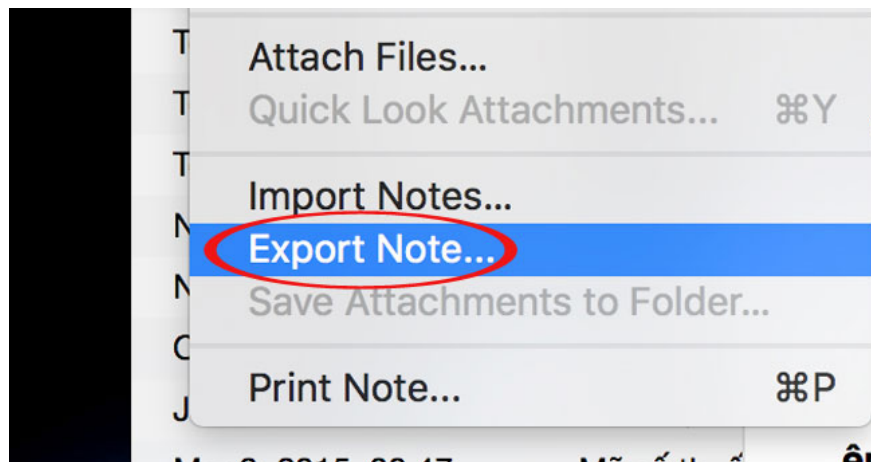 Attach Files...
Quick Look Attachments... ⌘Y
Import Notes...
Export Note...
Save Attachments to Folder...
Print Note... ⌘P